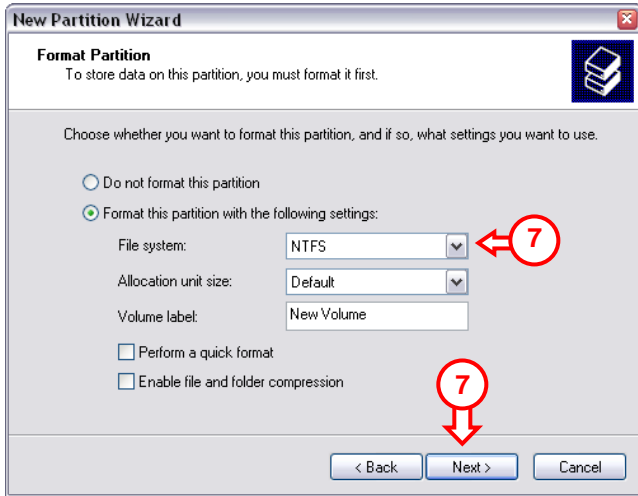 New Partition Wizard
Format Partition
To store data on this partition, you must format it first.
Choose whether you want to format this partition, and if so, what settings you want to use.
Do not format this partition
Format this partition with the following settings:
File system: NTFS 7
Allocation unit size: Default
Volume label: New Volume
Perform a quick format
Enable file and folder compression
7
< Back Next > Cancel